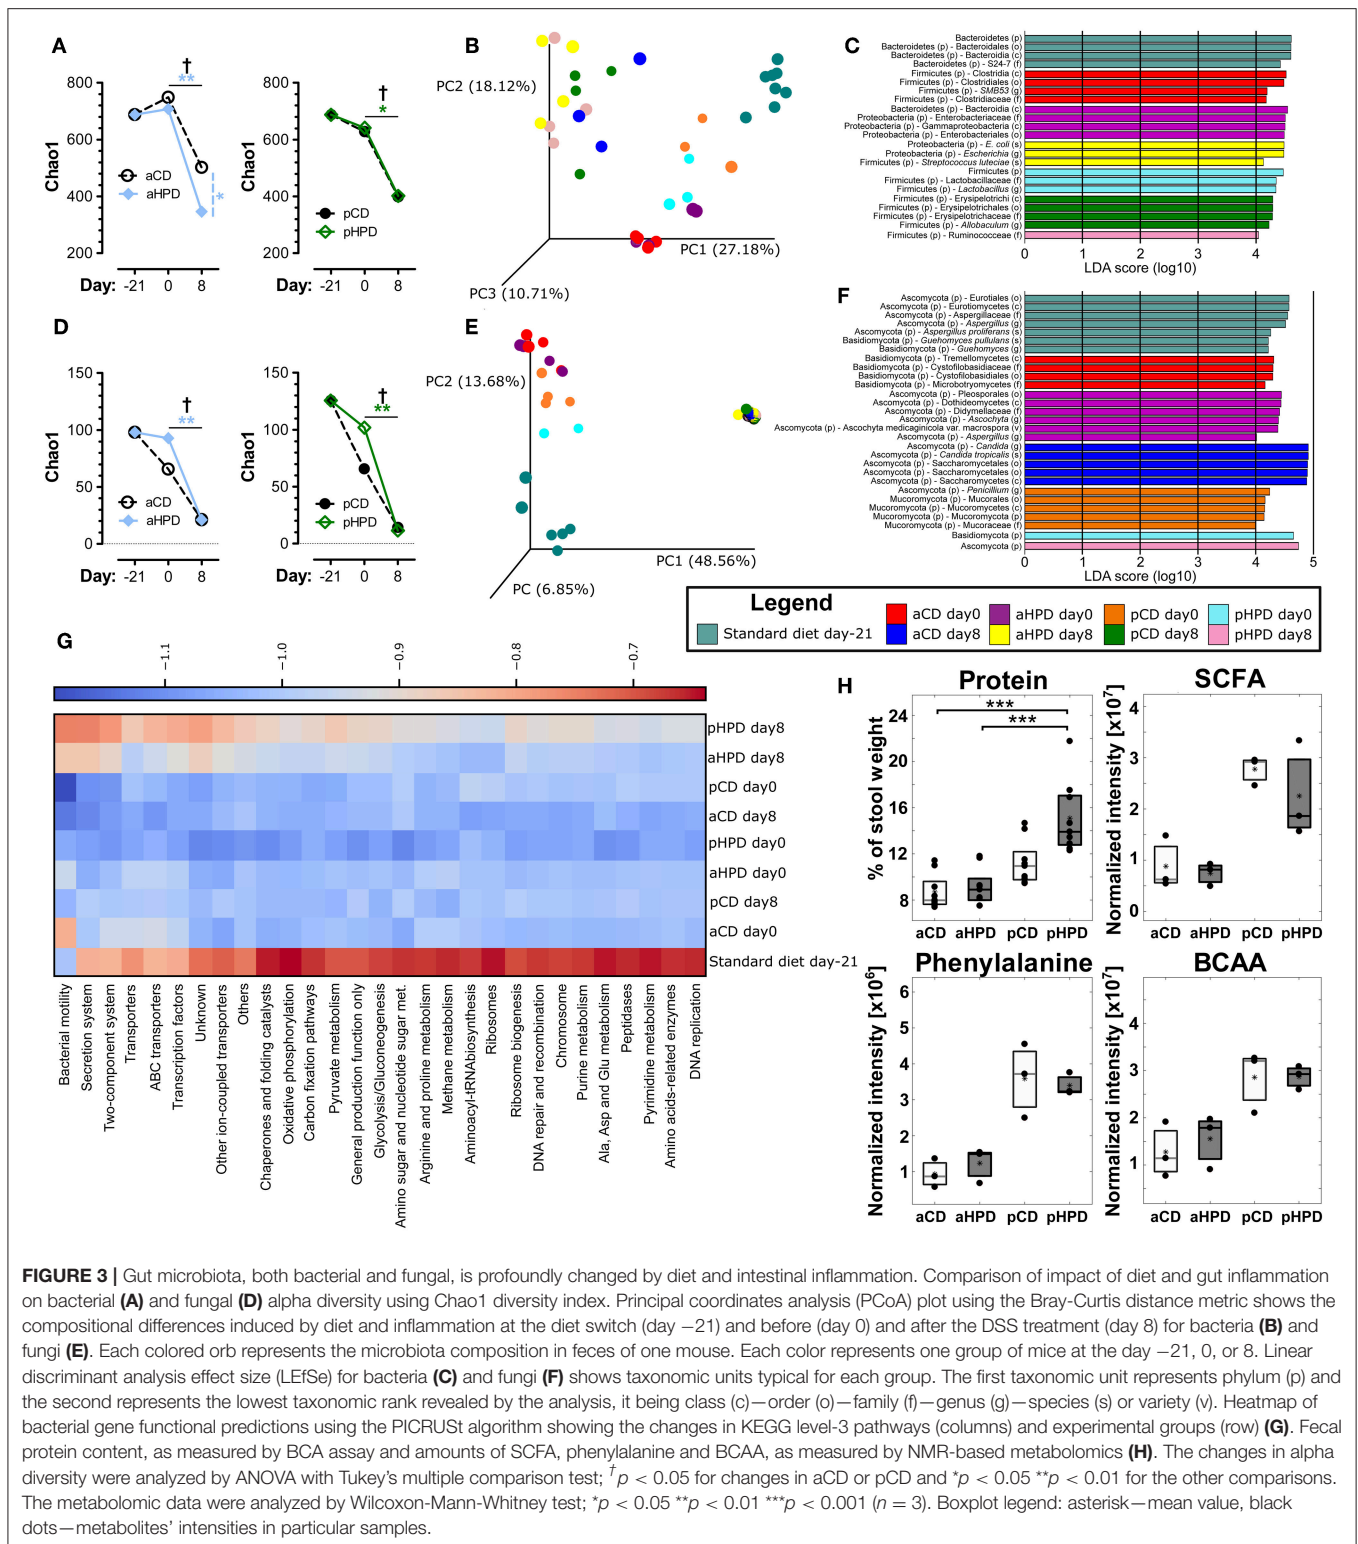 A
Chao1
800
600
400
200
† 
**
*
aCD
aHPD
Day: -21 0 8
Chao1
800
600
400
200
†
*
pCD
pHPD
Day: -21 0 8
B
PC2 (18.12%)
PC1 (27.18%)
PC3 (10.71%)
C
Bacteroidetes (p)
Bacteroidetes (p) - Bacteroidales (o)
Bacteroidetes (p) - Bacteroidia (c)
Bacteroidetes (p) - S24-7 (f)
Firmicutes (p) - Clostridia (c)
Firmicutes (p) - Clostridiales (o)
Firmicutes (p) - SMB53 (g)
Firmicutes (p) - Clostridiaceae (f)
Bacteroidetes (p) - Bacteroidia (c)
Proteobacteria (p) - Enterobacteriaceae (f)
Proteobacteria (p) - Gammaproteobacteria (c)
Proteobacteria (p) - Enterobacteriales (o)
Proteobacteria (p) - E. coli (s)
Proteobacteria (p) - Escherichia (g)
Firmicutes (p) - Streptococcus luteciae (s)
Firmicutes (p)
Firmicutes (p) - Lactobacillaceae (f)
Firmicutes (p) - Lactobacillus (g)
Firmicutes (p) - Erysipelotrichi (c)
Firmicutes (p) - Erysipelotrichales (o)
Firmicutes (p) - Erysipelotrichaceae (f)
Firmicutes (p) - Allobaculum (g)
Firmicutes (p) - Ruminococceae (f)
0 1 2 3 4
LDA score (log10)
D
Chao1
150
100
50
0
†
**
aCD
aHPD
Day: -21 0 8
Chao1
150
100
50
0
†
**
pCD
pHPD
Day: -21 0 8
E
PC2 (13.68%)
PC1 (48.56%)
PC (6.85%)
F
Ascomycota (p) - Eurotiales (o)
Ascomycota (p) - Eurotiomycetes (c)
Ascomycota (p) - Aspergillaceae (f)
Ascomycota (p) - Aspergillus (g)
Ascomycota (p) - Aspergillus proliferans (s)
Basidiomycota (p) - Guehomyces pullulans (s)
Basidiomycota (p) - Guehomyces (g)
Basidiomycota (p) - Tremellomycetes (c)
Basidiomycota (p) - Cystofilobasidiaceae (f)
Basidiomycota (p) - Cystofilobasidiales (o)
Basidiomycota (p) - Microbotryomycetes (f)
Ascomycota (p) - Pleosporales (o)
Ascomycota (p) - Dothideomycetes (c)
Ascomycota (p) - Didymellaceae (f)
Ascomycota (p) - Ascochyta (g)
Ascomycota (p) - Ascochyta medicaginicola var. macrospora (v)
Ascomycota (p) - Aspergillus (g)
Ascomycota (p) - Candida (g)
Ascomycota (p) - Candida tropicalis (s)
Ascomycota (p) - Saccharomycetales (o)
Ascomycota (p) - Saccharomycetales (o)
Ascomycota (p) - Saccharomycetes (c)
Ascomycota (p) - Penicillium (g)
Mucoromycota (p) - Mucorales (o)
Mucoromycota (p) - Mucoromycetes (c)
Mucoromycota (p) - Mucoromycota (p)
Mucoromycota (p) - Mucoraceae (f)
Basidiomycota (p)
Ascomycota (p)
0 1 2 3 4 5
LDA score (log10)
Legend
Standard diet day-21
aCD day0
aHPD day0
pCD day0
pHPD day0
aCD day8
aHPD day8
pCD day8
pHPD day8
G
−1.1 −1.0 −0.9 −0.8 −0.7
pHPD day8
aHPD day8
pCD day0
aCD day8
pHPD day0
aHPD day0
pCD day8
aCD day0
Standard diet day-21
Bacterial motility
Secretion system
Two-component system
Transporters
ABC transporters
Transcription factors
Unknown
Other ion-coupled transporters
Others
Chaperones and folding catalysts
Oxidative phosphorylation
Carbon fixation pathways
Pyruvate metabolism
General production function only
Glycolysis/Gluconeogenesis
Amino sugar and nucleotide sugar met.
Arginine and proline metabolism
Methane metabolism
Aminoacyl-tRNAbiosynthesis
Ribosomes
Ribosome biogenesis
DNA repair and recombination
Chromosome
Purine metabolism
Ala, Asp and Glu metabolism
Peptidases
Pyrimidine metabolism
Amino acids-related enzymes
DNA replication
H
Protein
% of stool weight
24
20
16
12
8
***
***
aCD aHPD pCD pHPD
SCFA
Normalized intensity [x10⁷]
4
3
2
1
0
aCD aHPD pCD pHPD
Phenylalanine
Normalized intensity [x10⁶]
6
5
4
3
2
1
aCD aHPD pCD pHPD
BCAA
Normalized intensity [x10⁷]
4
3
2
1
aCD aHPD pCD pHPD
FIGURE 3 | Gut microbiota, both bacterial and fungal, is profoundly changed by diet and intestinal inflammation. Comparison of impact of diet and gut inflammation
on bacterial (A) and fungal (D) alpha diversity using Chao1 diversity index. Principal coordinates analysis (PCoA) plot using the Bray-Curtis distance metric shows the
compositional differences induced by diet and inflammation at the diet switch (day −21) and before (day 0) and after the DSS treatment (day 8) for bacteria (B) and
fungi (E). Each colored orb represents the microbiota composition in feces of one mouse. Each color represents one group of mice at the day −21, 0, or 8. Linear
discriminant analysis effect size (LEfSe) for bacteria (C) and fungi (F) shows taxonomic units typical for each group. The first taxonomic unit represents phylum (p) and
the second represents the lowest taxonomic rank revealed by the analysis, it being class (c)—order (o)—family (f)—genus (g)—species (s) or variety (v). Heatmap of
bacterial gene functional predictions using the PICRUSt algorithm showing the changes in KEGG level-3 pathways (columns) and experimental groups (row) (G). Fecal
protein content, as measured by BCA assay and amounts of SCFA, phenylalanine and BCAA, as measured by NMR-based metabolomics (H). The changes in alpha
diversity were analyzed by ANOVA with Tukey's multiple comparison test; †p < 0.05 for changes in aCD or pCD and *p < 0.05 **p < 0.01 for the other comparisons.
The metabolomic data were analyzed by Wilcoxon-Mann-Whitney test; *p < 0.05 **p < 0.01 ***p < 0.001 (n = 3). Boxplot legend: asterisk—mean value, black
dots—metabolites' intensities in particular samples.